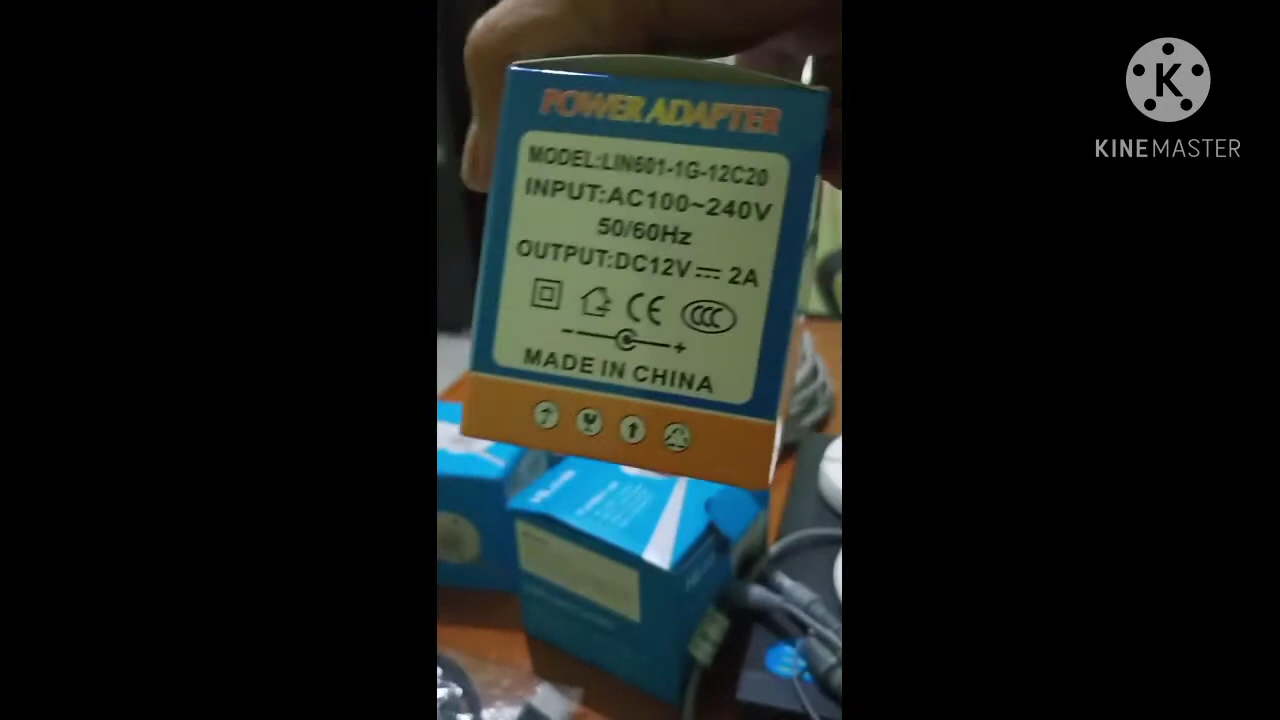 POWER ADAPTER
MODEL:LIN601-1G-12C20
INPUT:AC100~240V
50/60Hz
OUTPUT:DC12V⎓2A
CE CCC
- +
MADE IN CHINA
K
KINEMASTER